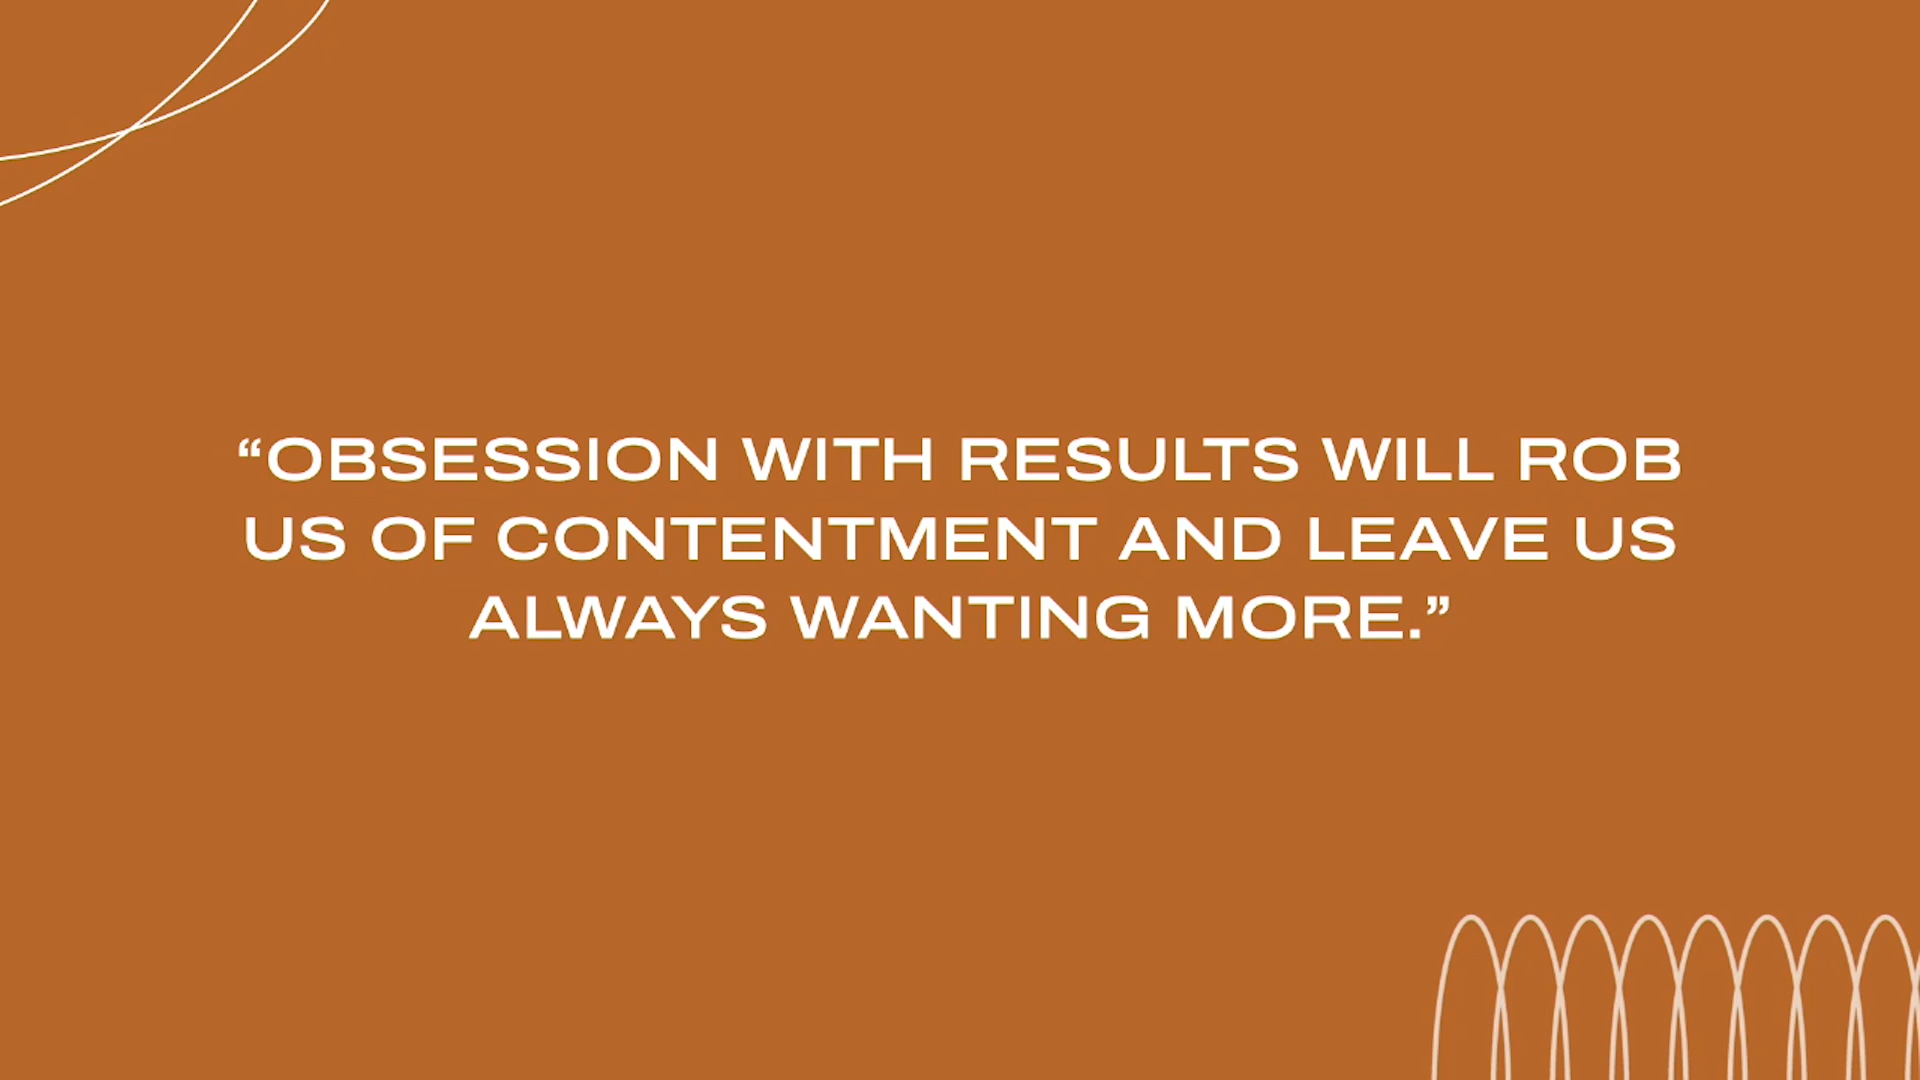 “OBSESSION WITH RESULTS WILL ROB
US OF CONTENTMENT AND LEAVE US
ALWAYS WANTING MORE.”